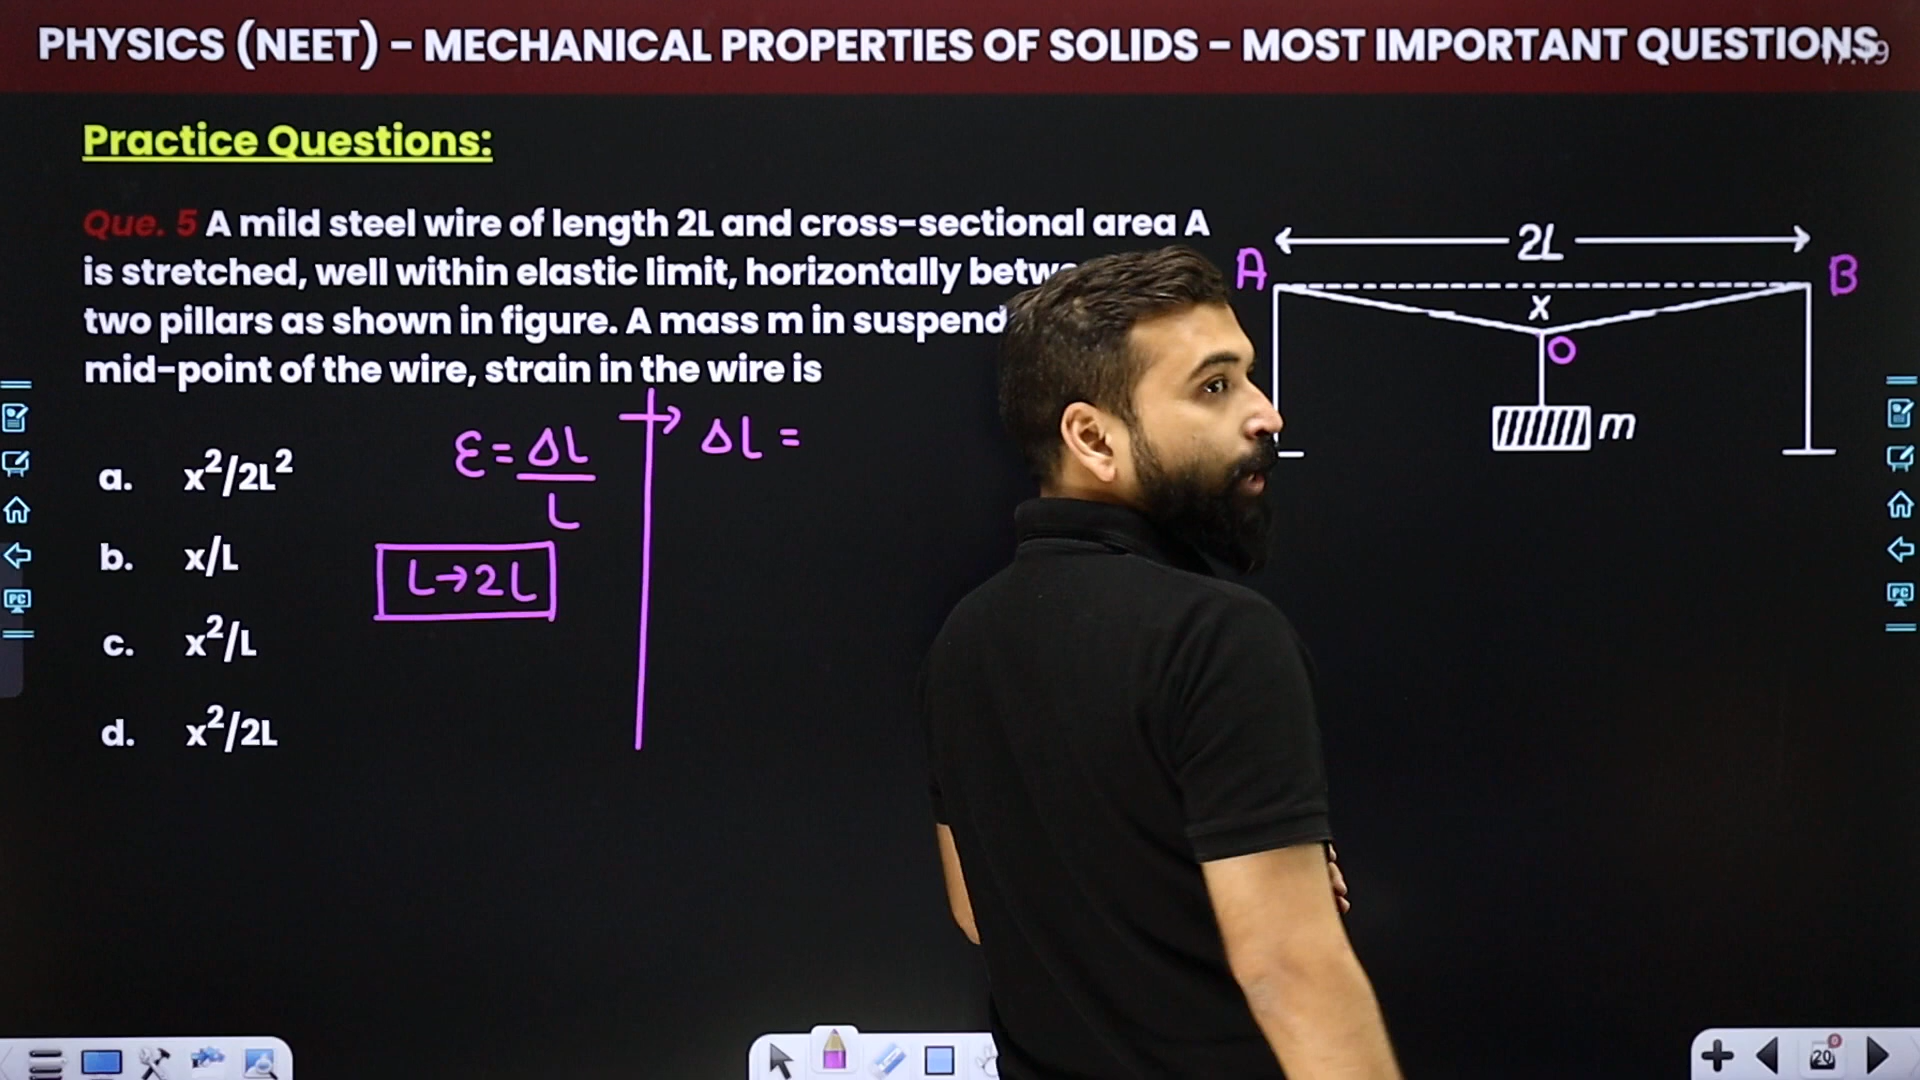 PHYSICS (NEET) - MECHANICAL PROPERTIES OF SOLIDS - MOST IMPORTANT QUESTIONS
Practice Questions:
Que. 5 A mild steel wire of length 2L and cross-sectional area A
is stretched, well within elastic limit, horizontally
two pillars as shown in figure. A mass m in
mid-point of the wire, strain in the wire is
a. x²/2L²
b. x/L
c. x²/L
d. x²/2L
ε = ΔL/L
L→2L
→ ΔL =
2L
A
B
x
O
m
PC
PC
20